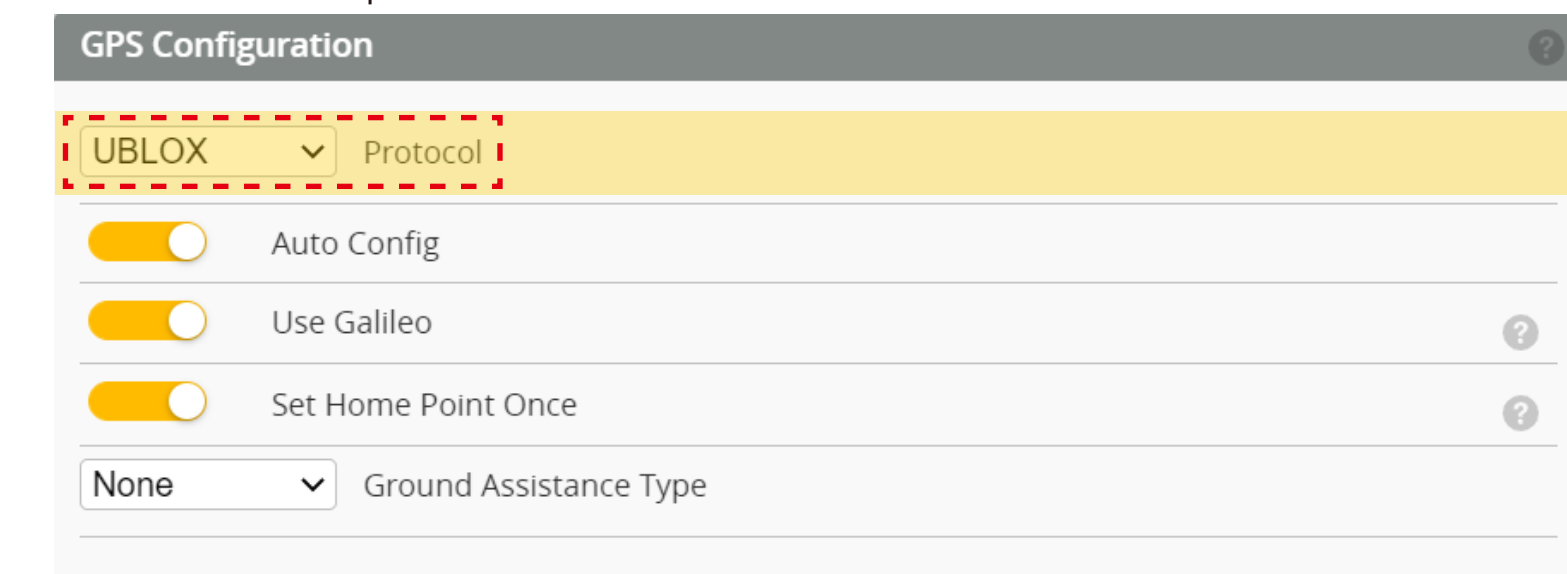 GPS Configuration
?
UBLOX Protocol
Auto Config
Use Galileo
?
Set Home Point Once
?
None Ground Assistance Type